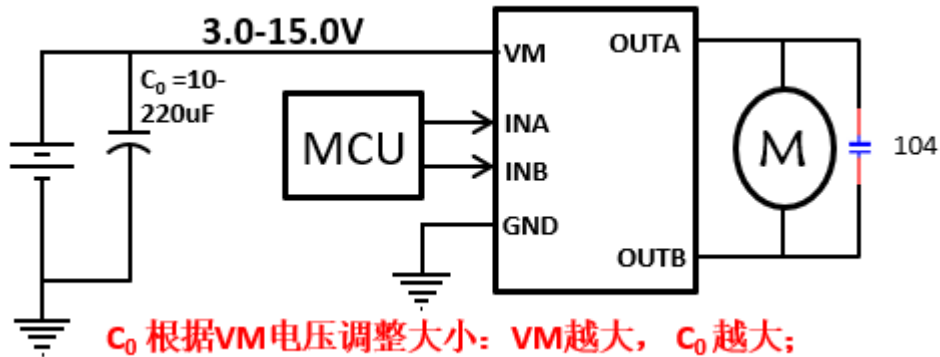 3.0-15.0V
C₀ =10-
220uF
VM
OUTA
MCU
INA
INB
GND
OUTB
M
104
C₀ 根据VM电压调整大小：VM越大， C₀ 越大；